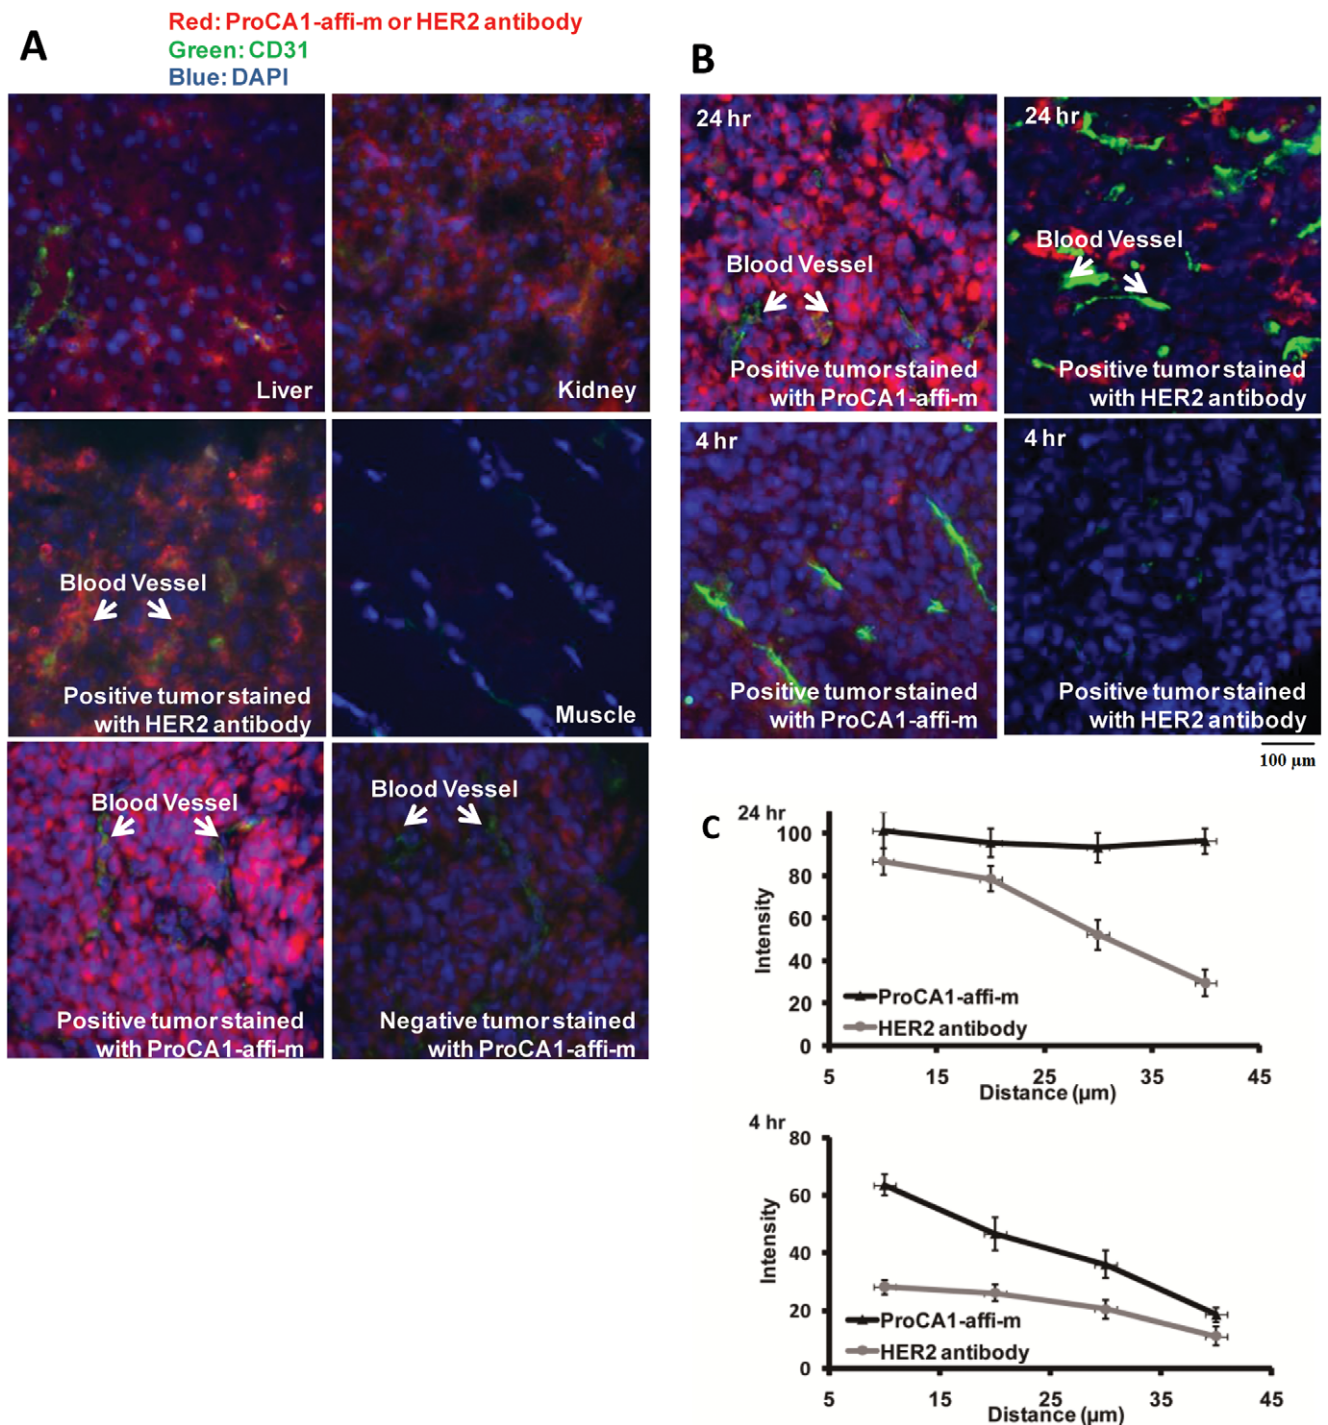 A
Red: ProCA1-affi-m or HER2 antibody
Green: CD31
Blue: DAPI
Liver
Kidney
Blood Vessel
Positive tumor stained
with HER2 antibody
Muscle
Blood Vessel
Positive tumor stained
with ProCA1-affi-m
Blood Vessel
Negative tumor stained
with ProCA1-affi-m
B
24 hr
Blood Vessel
Positive tumor stained
with ProCA1-affi-m
24 hr
Blood Vessel
Positive tumor stained
with HER2 antibody
4 hr
Positive tumor stained
with ProCA1-affi-m
4 hr
Positive tumor stained
with HER2 antibody
100 µm
C
24 hr
100
80
60
40
20
0
Intensity
ProCA1-affi-m
HER2 antibody
5 15 25 35 45
Distance (µm)
4 hr
80
60
40
20
0
Intensity
ProCA1-affi-m
HER2 antibody
5 15 25 35 45
Distance (µm)